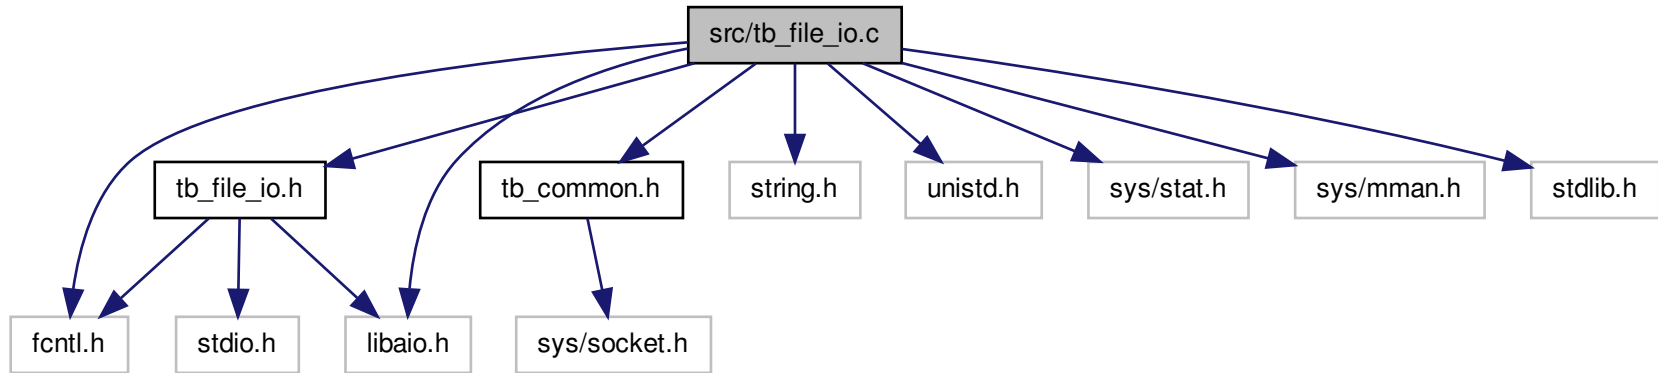 src/tb_file_io.c
tb_file_io.h
tb_common.h
string.h
unistd.h
sys/stat.h
sys/mman.h
stdlib.h
fcntl.h
stdio.h
libaio.h
sys/socket.h